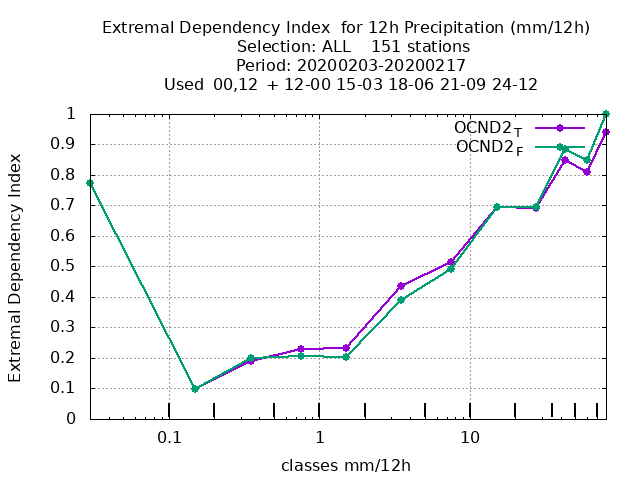 Extremal Dependency Index  for 12h Precipitation (mm/12h)
Selection: ALL    151 stations
Period: 20200203-20200217
Used  00,12  + 12-00 15-03 18-06 21-09 24-12
OCND2T
OCND2F
Extremal Dependency Index
1
0.9
0.8
0.7
0.6
0.5
0.4
0.3
0.2
0.1
0
0.1 1 10
classes mm/12h